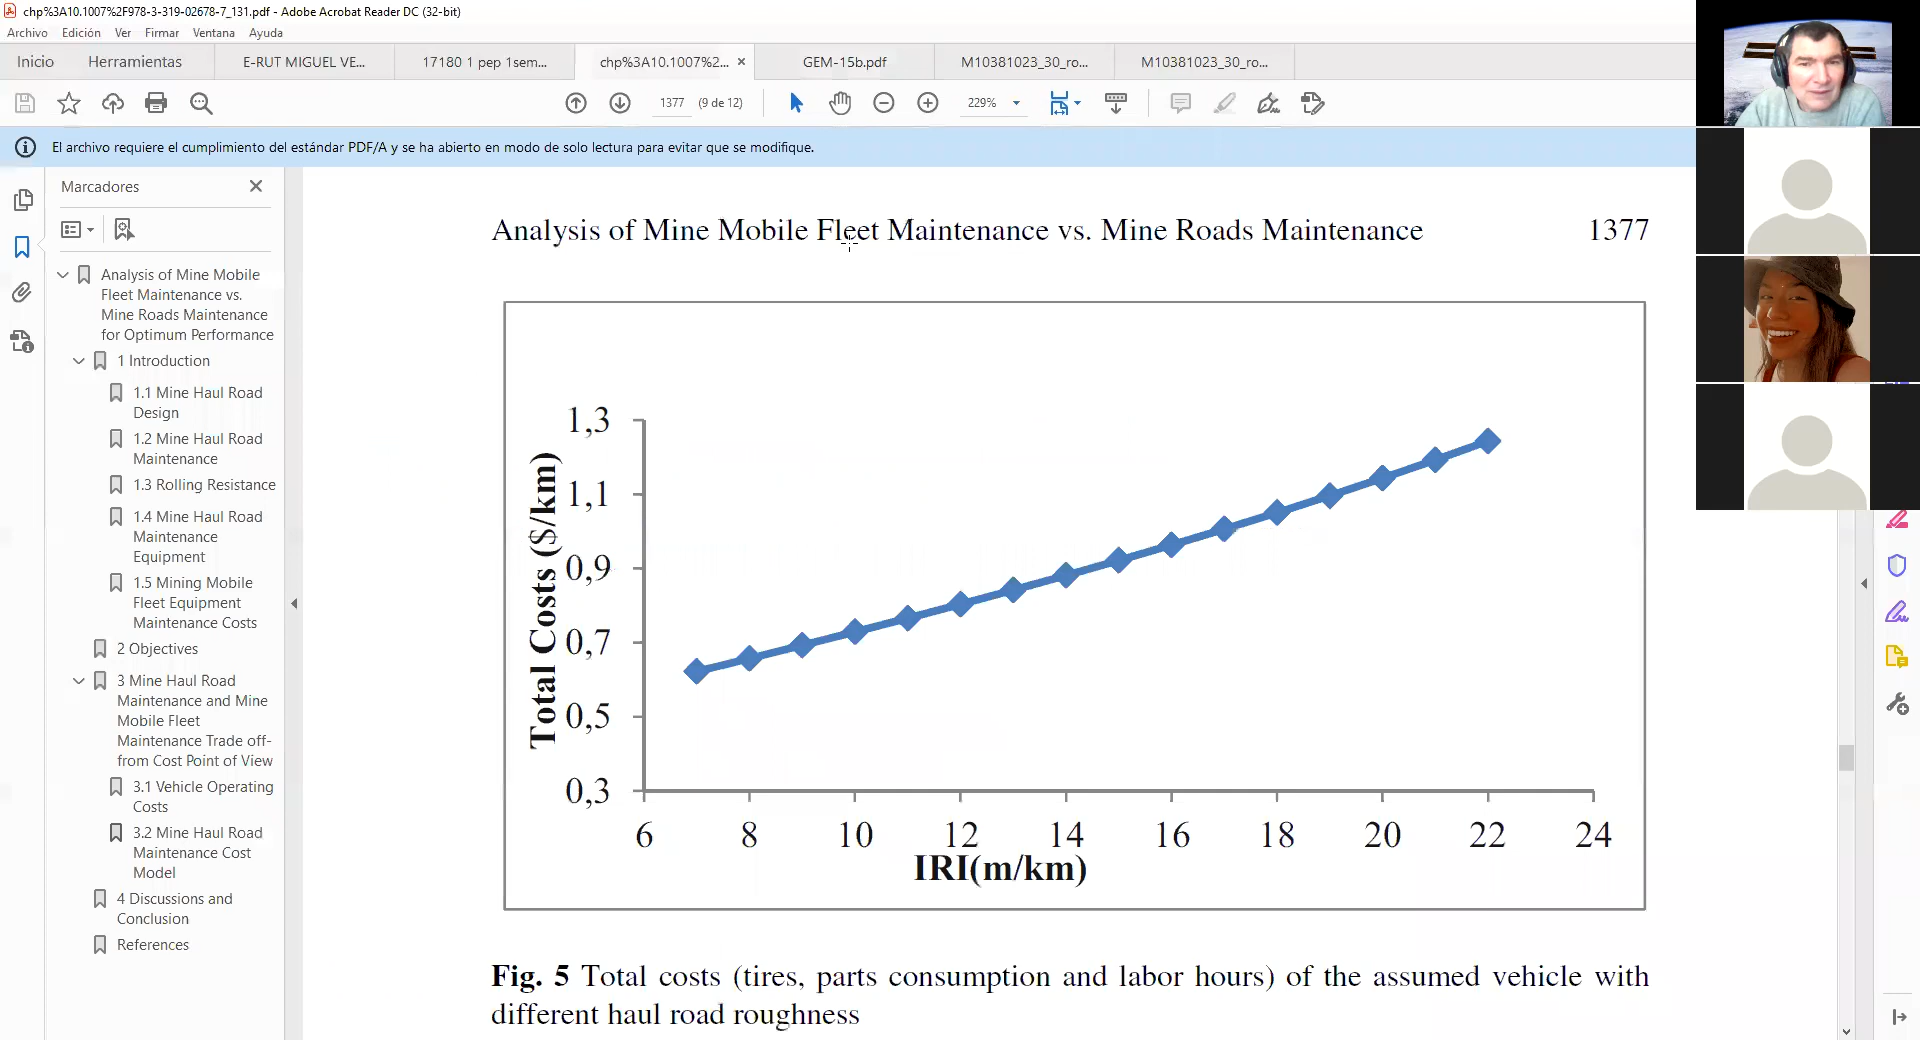 chp%3A10.1007%2F978-3-319-02678-7_131.pdf - Adobe Acrobat Reader DC (32-bit)
Archivo Edición Ver Firmar Ventana Ayuda
Inicio Herramientas E-RUT MIGUEL VE... 17180 1 pep 1sem... chp%3A10.1007%2... × GEM-15b.pdf M10381023_30_ro... M10381023_30_ro...
1377 (9 de 12) 229%
El archivo requiere el cumplimiento del estándar PDF/A y se ha abierto en modo de solo lectura para evitar que se modifique.
Marcadores
Analysis of Mine Mobile
Fleet Maintenance vs.
Mine Roads Maintenance
for Optimum Performance
1 Introduction
1.1 Mine Haul Road
Design
1.2 Mine Haul Road
Maintenance
1.3 Rolling Resistance
1.4 Mine Haul Road
Maintenance
Equipment
1.5 Mining Mobile
Fleet Equipment
Maintenance Costs
2 Objectives
3 Mine Haul Road
Maintenance and Mine
Mobile Fleet
Maintenance Trade off-
from Cost Point of View
3.1 Vehicle Operating
Costs
3.2 Mine Haul Road
Maintenance Cost
Model
4 Discussions and
Conclusion
References
Analysis of Mine Mobile Fleet Maintenance vs. Mine Roads Maintenance 1377
Total Costs ($/km)
1,3
1,1
0,9
0,7
0,5
0,3
6 8 10 12 14 16 18 20 22 24
IRI(m/km)
Fig. 5 Total costs (tires, parts consumption and labor hours) of the assumed vehicle with
different haul road roughness